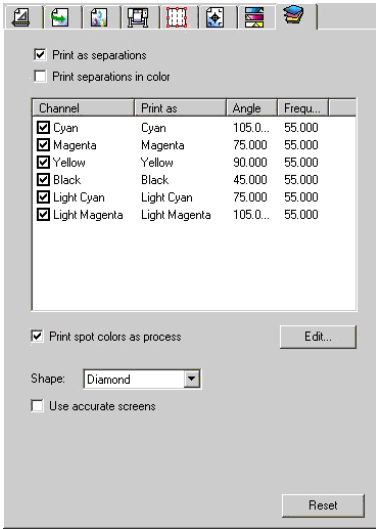 Print as separations
Print separations in color
Channel Print as Angle Frequ...
Cyan Cyan 105.0... 55.000
Magenta Magenta 75.000 55.000
Yellow Yellow 90.000 55.000
Black Black 45.000 55.000
Light Cyan Light Cyan 75.000 55.000
Light Magenta Light Magenta 105.0... 55.000
Print spot colors as process
Edit...
Shape: Diamond
Use accurate screens
Reset